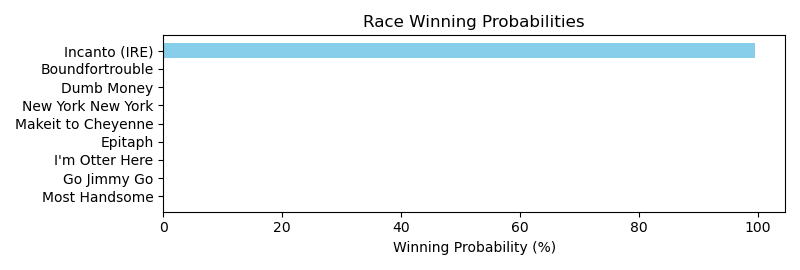 Race Winning Probabilities
Incanto (IRE)
Boundfortrouble
Dumb Money
New York New York
Makeit to Cheyenne
Epitaph
I'm Otter Here
Go Jimmy Go
Most Handsome
0 20 40 60 80 100
Winning Probability (%)